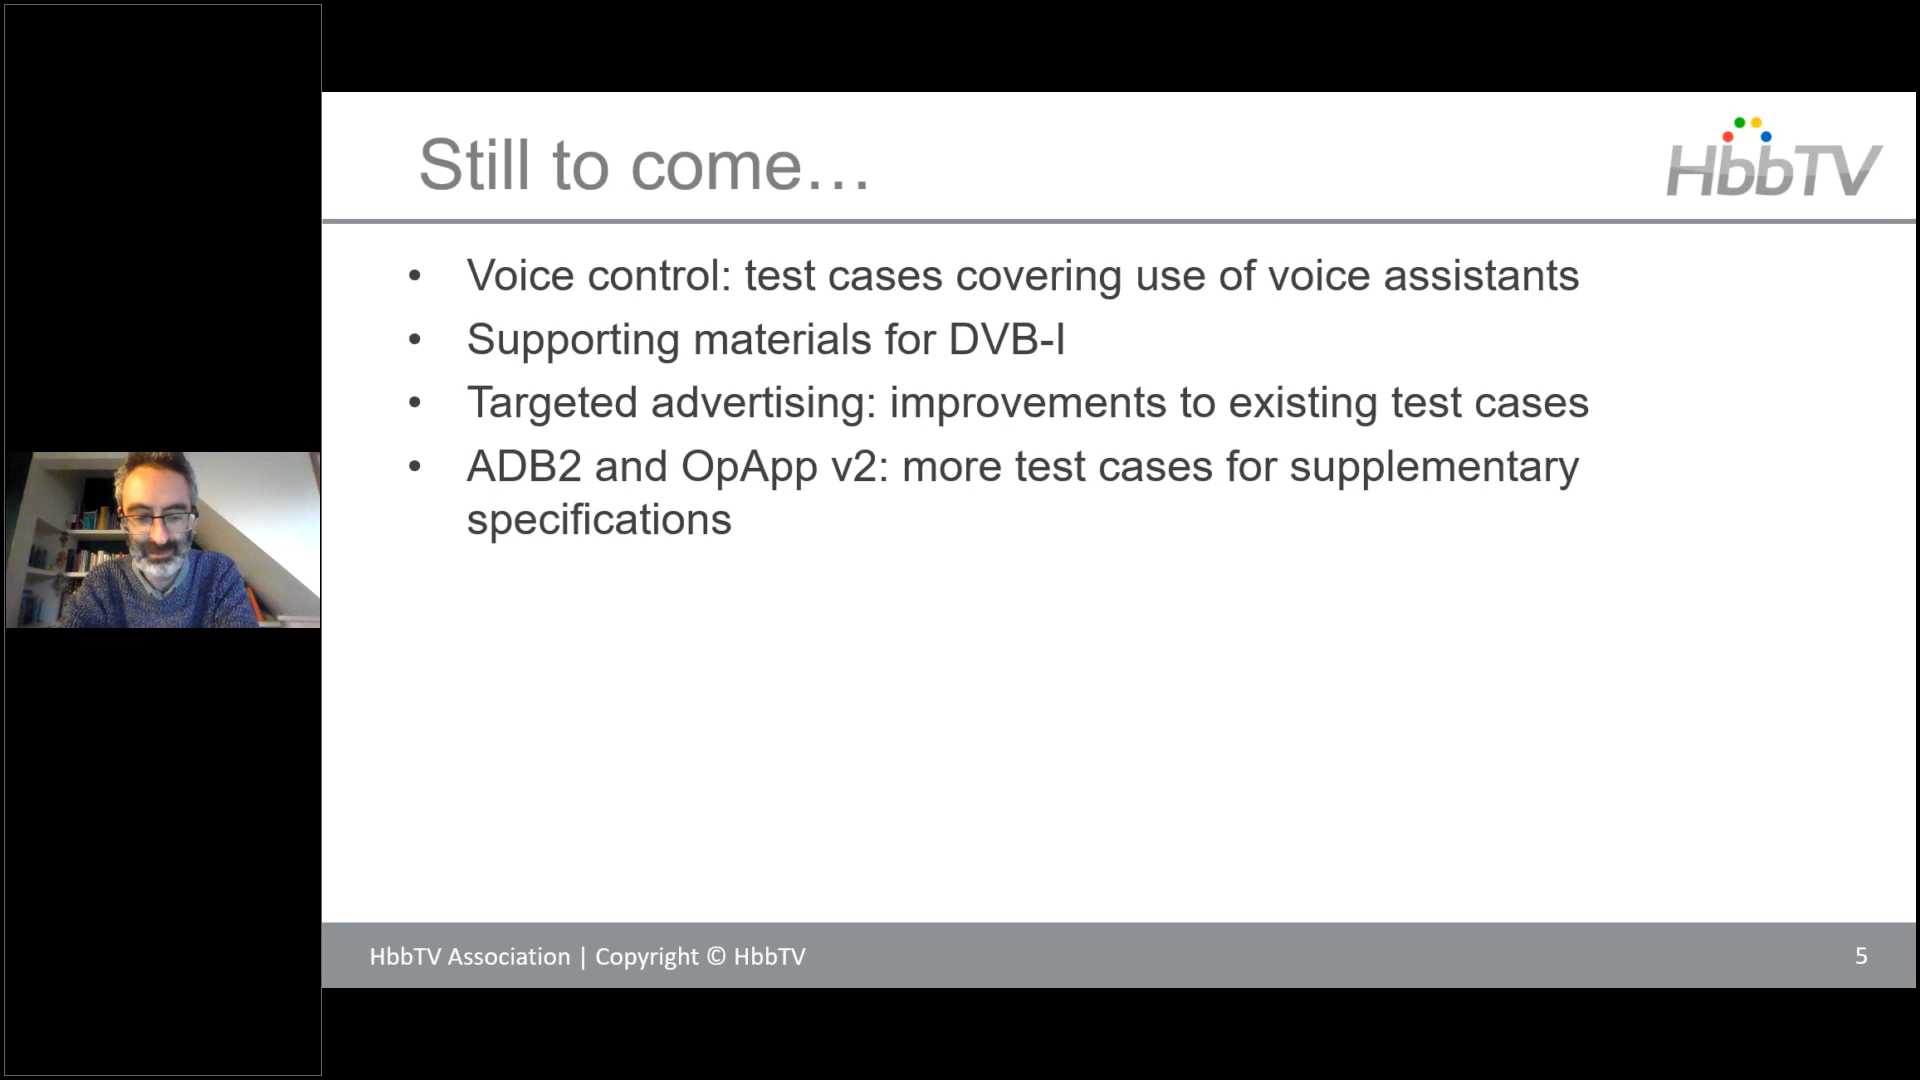 Still to come…
HbbTV
• Voice control: test cases covering use of voice assistants
• Supporting materials for DVB-I
• Targeted advertising: improvements to existing test cases
• ADB2 and OpApp v2: more test cases for supplementary
specifications
HbbTV Association | Copyright © HbbTV
5